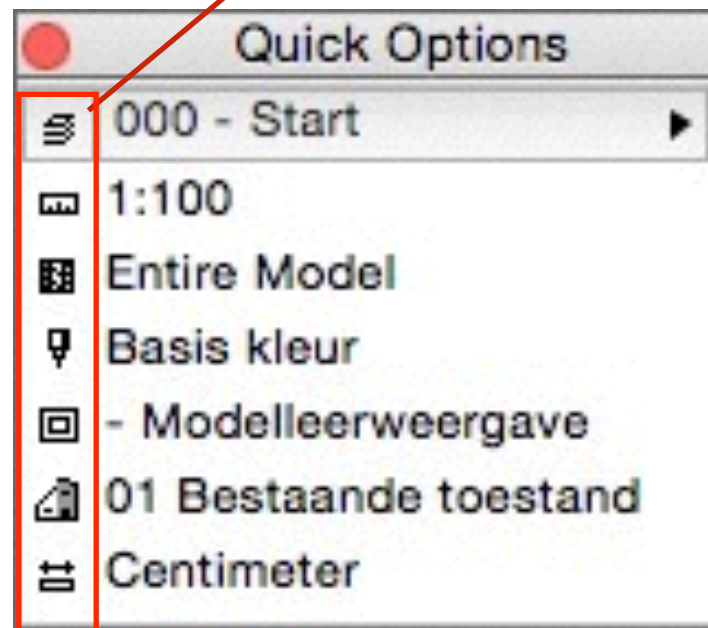 Quick Options
000 - Start
1:100
Entire Model
Basis kleur
- Modelleerweergave
01 Bestaande toestand
Centimeter